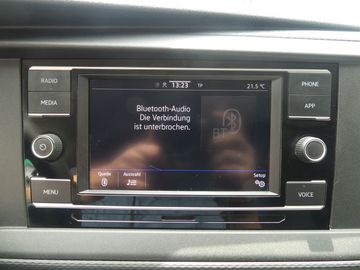 RADIO
13:23
TP
21.5 °C
PHONE
MEDIA
APP
Bluetooth-Audio
Die Verbindung
ist unterbrochen.
BT
Quelle
Auswahl
Setup
MENU
VOICE